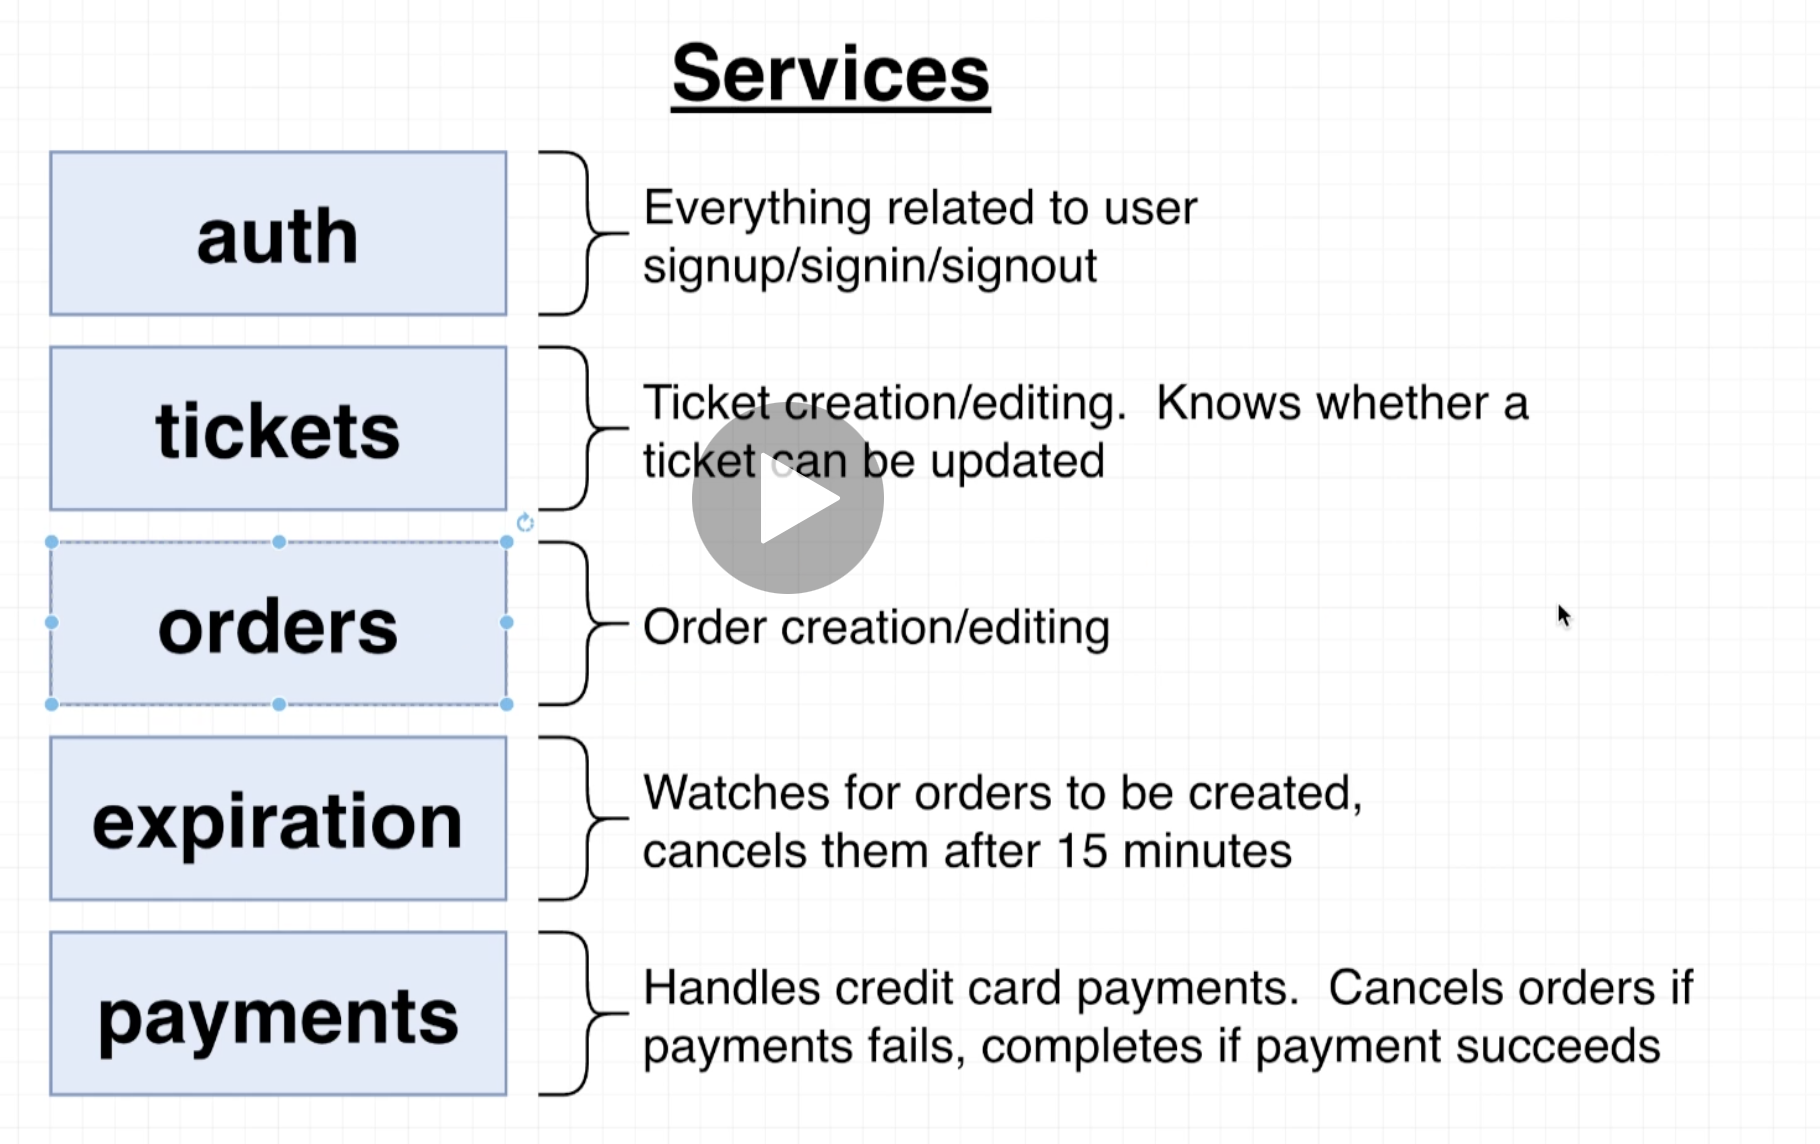 Services
auth
Everything related to user
signup/signin/signout
tickets
Ticket creation/editing.  Knows whether a
ticket can be updated
orders
Order creation/editing
expiration
Watches for orders to be created,
cancels them after 15 minutes
payments
Handles credit card payments.  Cancels orders if
payments fails, completes if payment succeeds